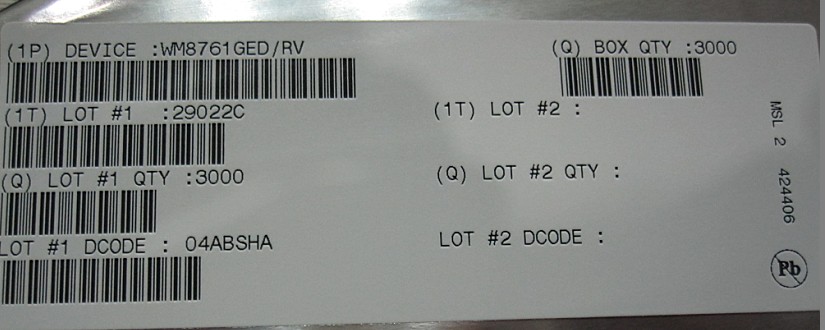 (1P) DEVICE :WM8761GED/RV
(Q) BOX QTY :3000
(1T) LOT #1 :29022C
(1T) LOT #2 :
(Q) LOT #1 QTY :3000
(Q) LOT #2 QTY :
LOT #1 DCODE : 04ABSHA
LOT #2 DCODE :
MSL 2 424406
Pb